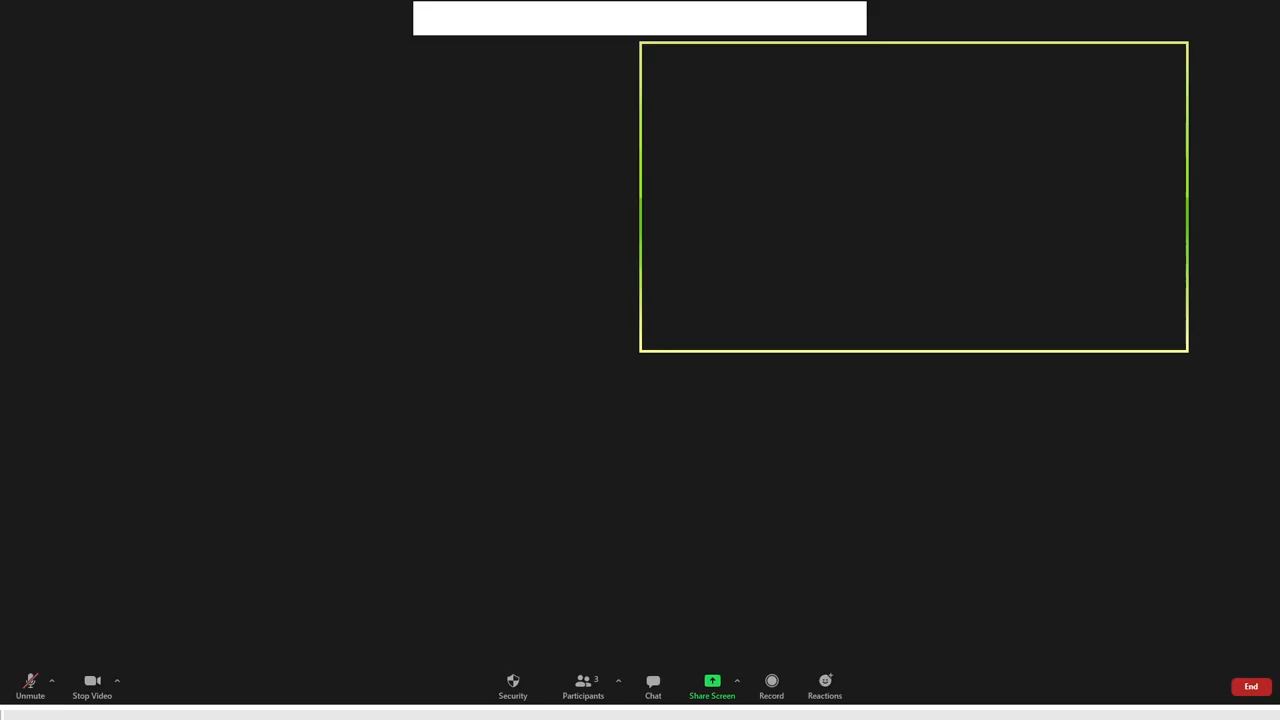 Unmute
Stop Video
Security
Participants
3
Chat
Share Screen
Record
Reactions
End